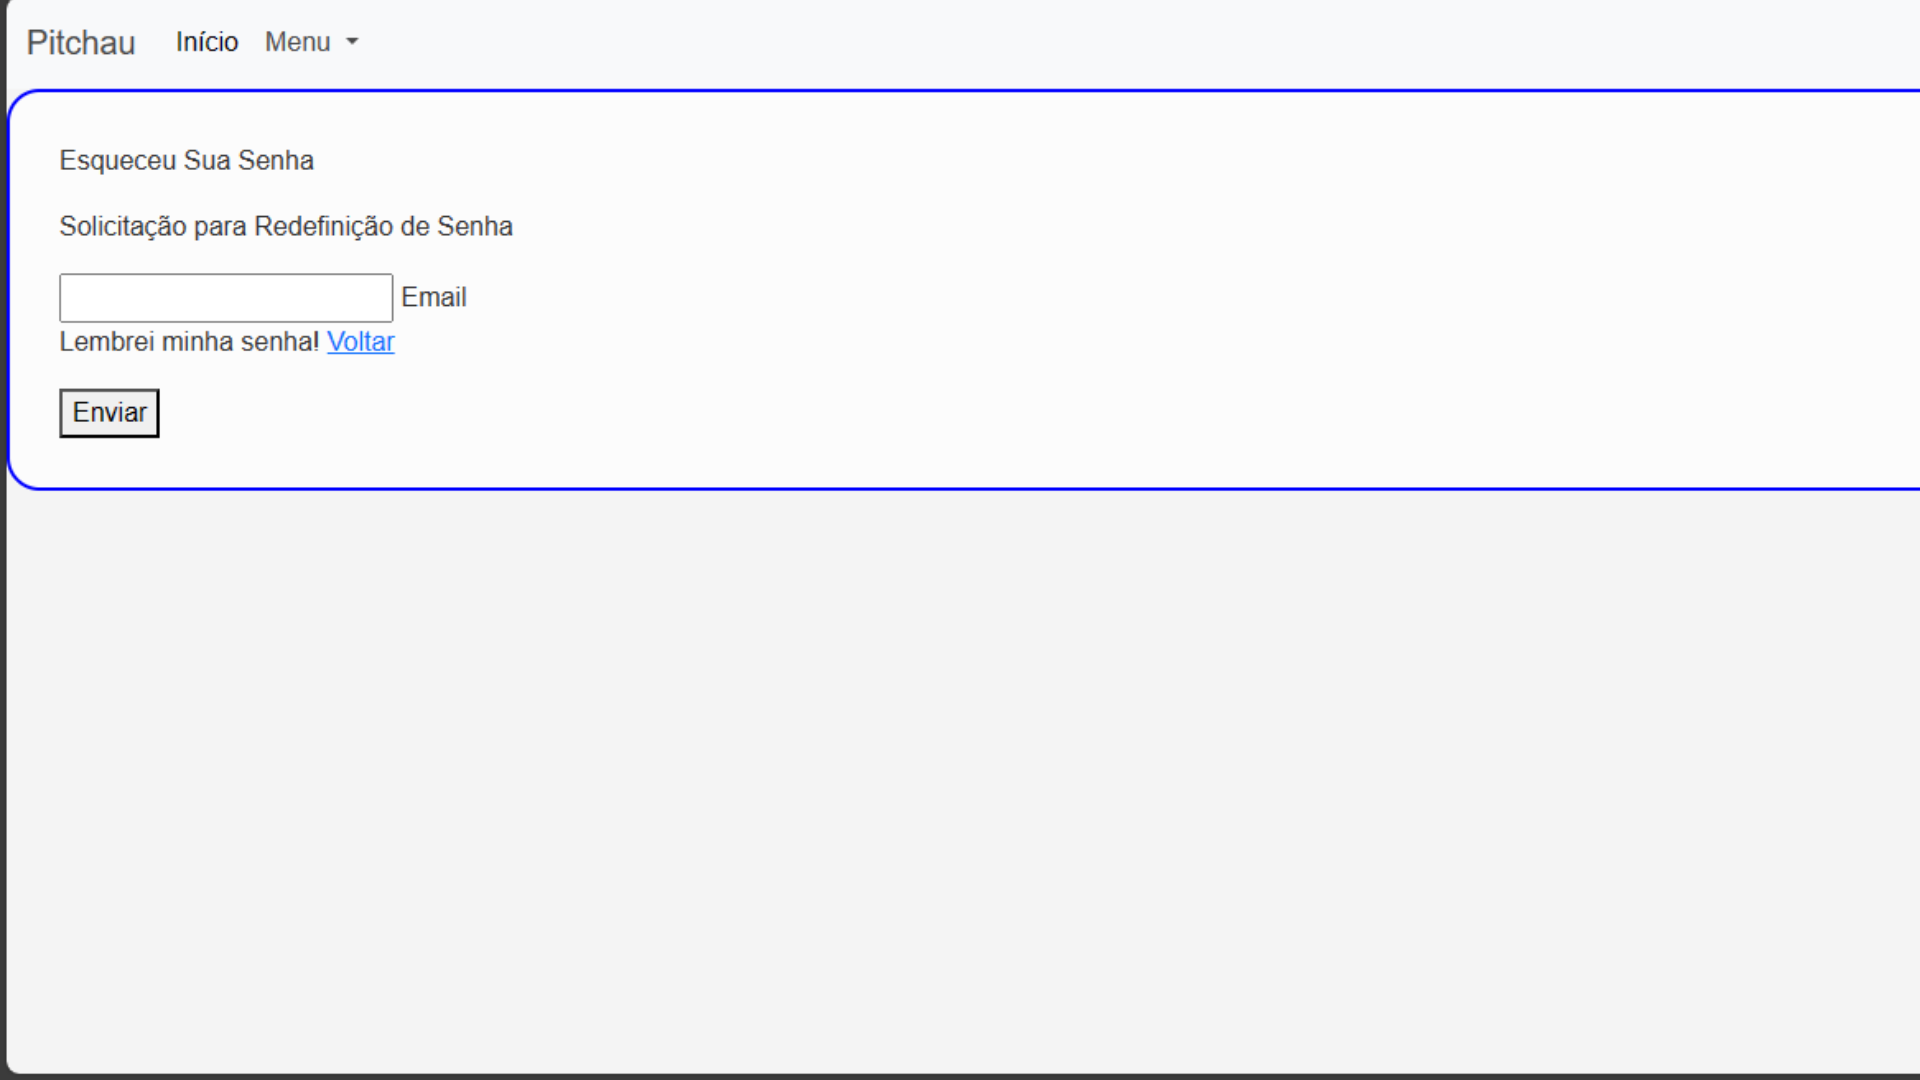 Pitchau Início Menu
Esqueceu Sua Senha
Solicitação para Redefinição de Senha
Email
Lembrei minha senha! Voltar
Enviar